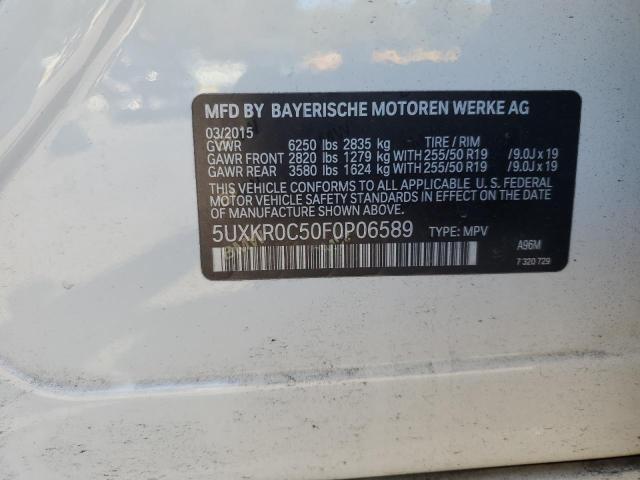 MFD BY BAYERISCHE MOTOREN WERKE AG
03/2015
GVWR 6250 lbs 2835 kg TIRE / RIM
GAWR FRONT 2820 lbs 1279 kg WITH 255/50 R19 /9.0J x 19
GAWR REAR 3580 lbs 1624 kg WITH 255/50 R19 /9.0J x 19
THIS VEHICLE CONFORMS TO ALL APPLICABLE U. S. FEDERAL
MOTOR VEHICLE SAFETY STANDARDS IN EFFECT ON THE DATE
OF MANUFACTURE SHOWN ABOVE.
5UXKR0C50F0P06589 TYPE: MPV
A96M
7 320 729